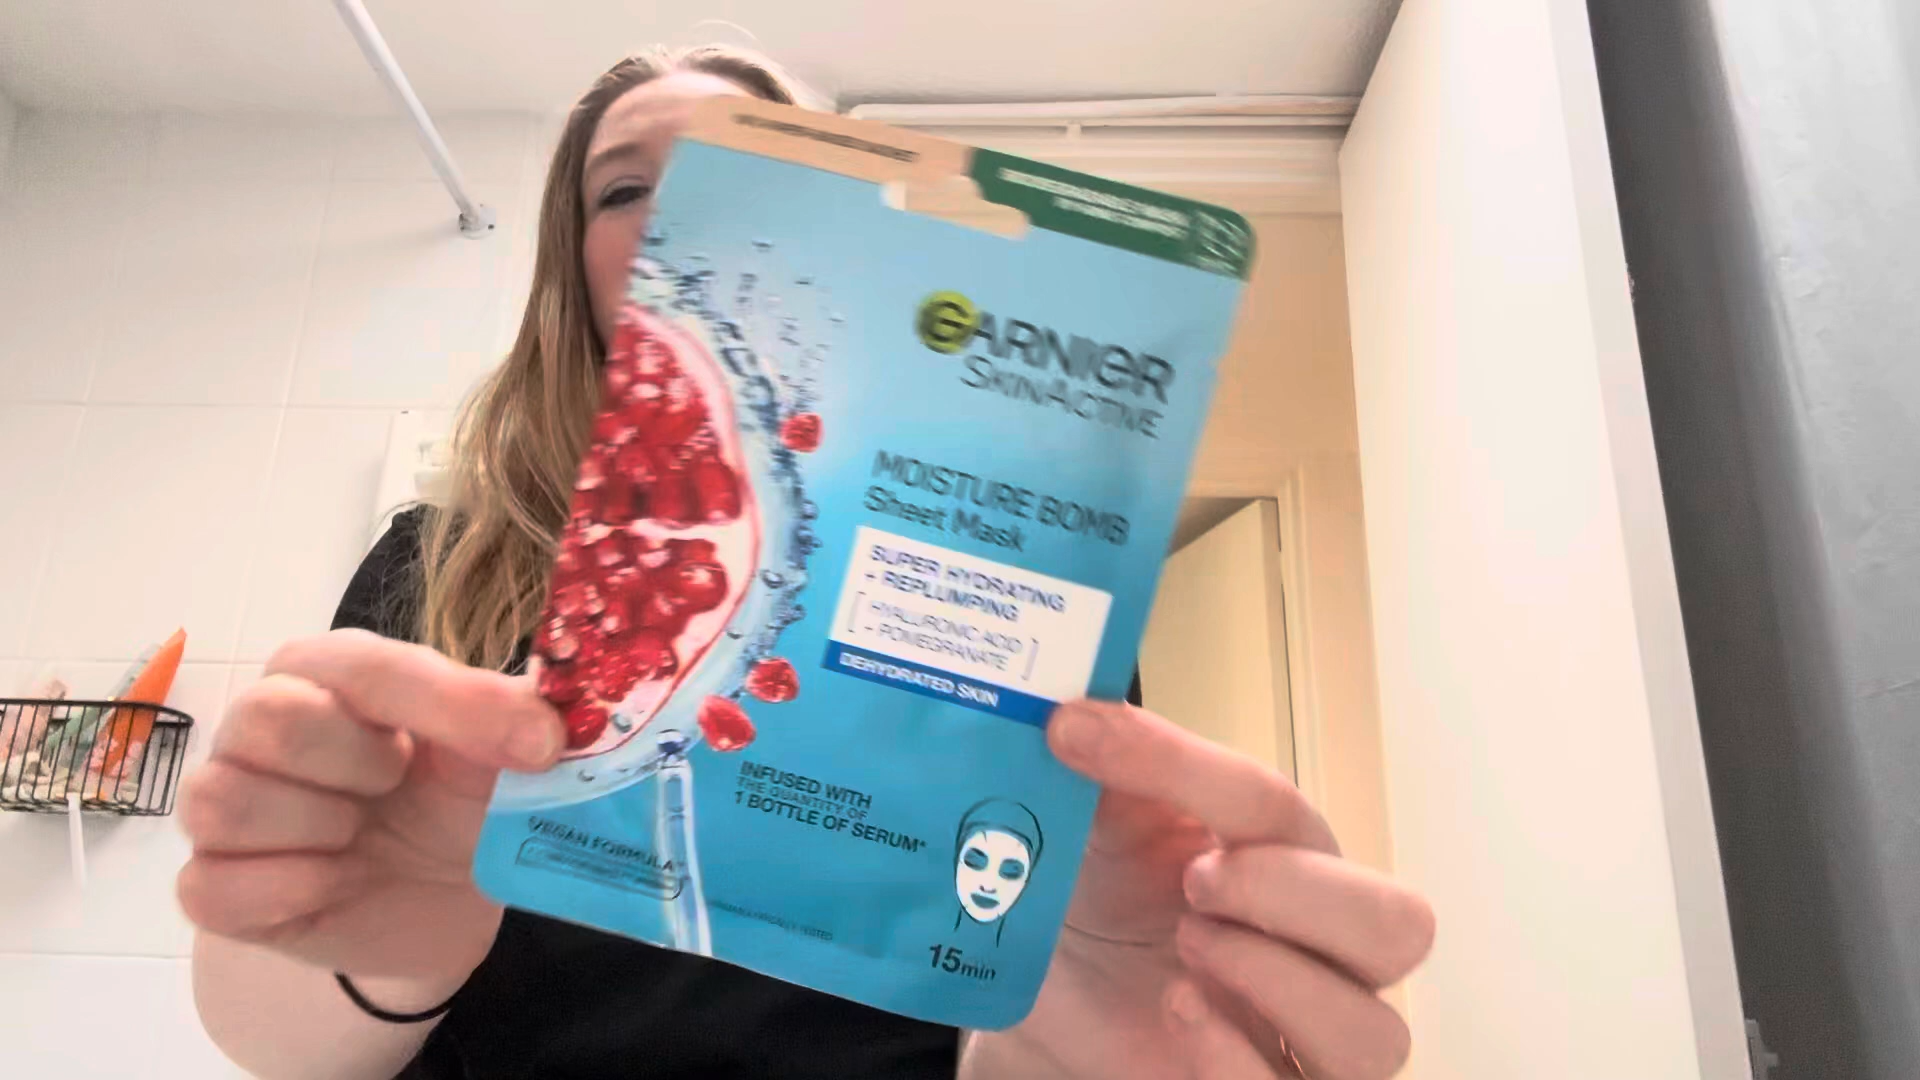 GARNIER
SKINACTIVE
MOISTURE BOMB
Sheet Mask
SUPER HYDRATING
+ REPLUMPING
[HYALURONIC ACID
+ POMEGRANATE]
DEHYDRATED SKIN
INFUSED WITH
THE QUANTITY OF
1 BOTTLE OF SERUM*
VEGAN FORMULA
15min